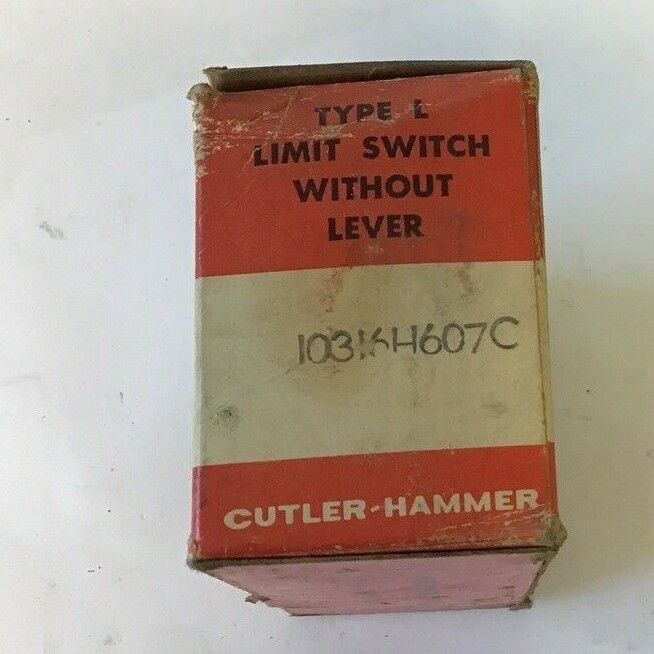 TYPE L
LIMIT SWITCH
WITHOUT
LEVER
10316H607C
CUTLER-HAMMER